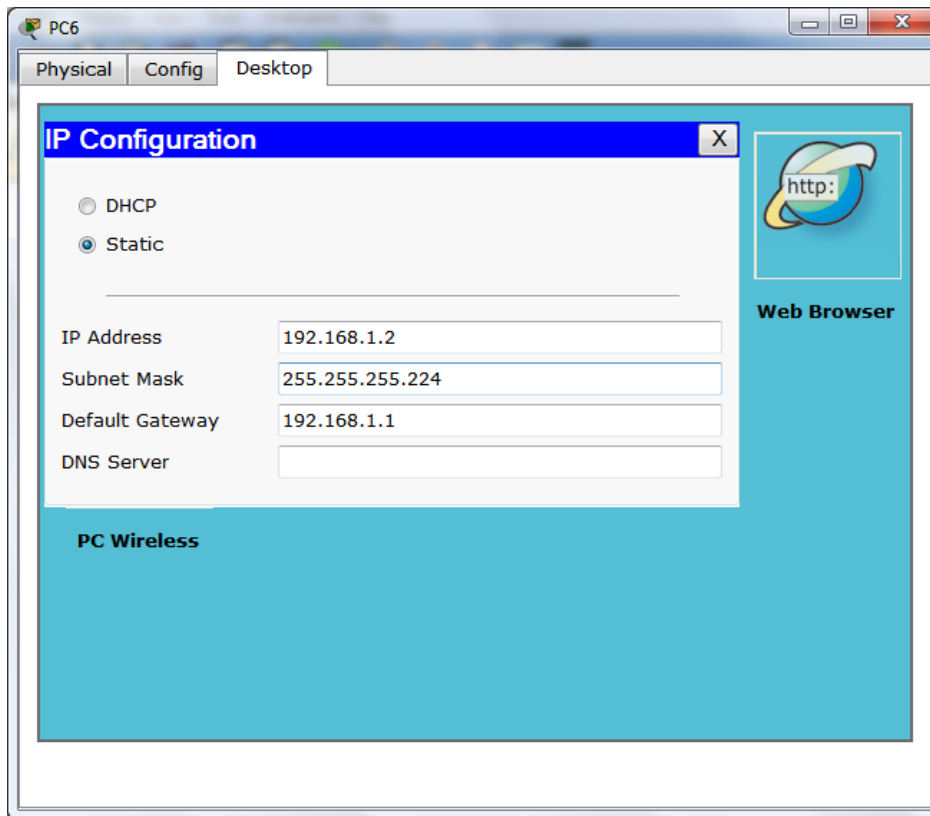 PC6
Physical Config Desktop
IP Configuration X
DHCP
Static
http:
Web Browser
IP Address 192.168.1.2
Subnet Mask 255.255.255.224
Default Gateway 192.168.1.1
DNS Server
PC Wireless